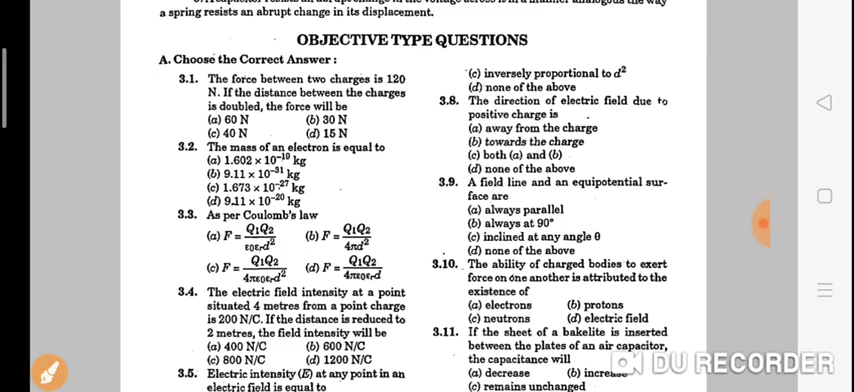 a spring resists an abrupt change in its displacement.
OBJECTIVE TYPE QUESTIONS
A. Choose the Correct Answer :
3.1. The force between two charges is 120
N. If the distance between the charges
is doubled, the force will be
(a) 60 N (b) 30 N
(c) 40 N (d) 15 N
3.2. The mass of an electron is equal to
(a) 1.602 × 10⁻¹⁹ kg
(b) 9.11 × 10⁻³¹ kg
(c) 1.673 × 10⁻²⁷ kg
(d) 9.11 × 10⁻²⁰ kg
3.3. As per Coulomb's law
(a) F = Q₁Q₂ / ε₀εᵣd² (b) F = Q₁Q₂ / 4πd²
(c) F = Q₁Q₂ / 4πε₀εᵣd² (d) F = Q₁Q₂ / 4πε₀εᵣd
3.4. The electric field intensity at a point
situated 4 metres from a point charge
is 200 N/C. If the distance is reduced to
2 metres, the field intensity will be
(a) 400 N/C (b) 600 N/C
(c) 800 N/C (d) 1200 N/C
3.5. Electric intensity (E) at any point in an
electric field is equal to
(c) inversely proportional to d²
(d) none of the above
3.8. The direction of electric field due to
positive charge is
(a) away from the charge
(b) towards the charge
(c) both (a) and (b)
(d) none of the above
3.9. A field line and an equipotential sur-
face are
(a) always parallel
(b) always at 90°
(c) inclined at any angle θ
(d) none of the above
3.10. The ability of charged bodies to exert
force on one another is attributed to the
existence of
(a) electrons (b) protons
(c) neutrons (d) electric field
3.11. If the sheet of a bakelite is inserted
between the plates of an air capacitor,
the capacitance will
(a) decrease (b) increase
(c) remains unchanged
DU RECORDER